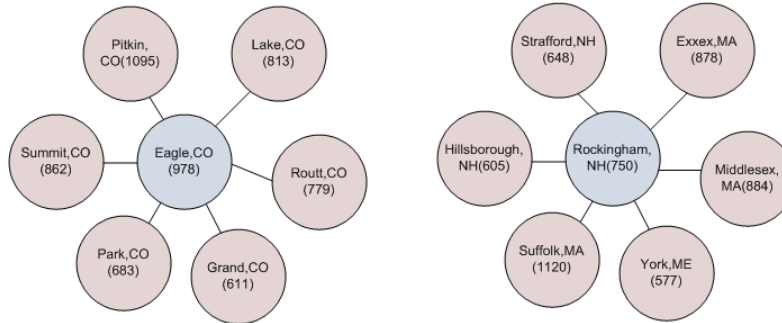 Pitkin,
CO(1095)
Lake,CO
(813)
Summit,CO
(862)
Eagle,CO
(978)
Routt,CO
(779)
Park,CO
(683)
Grand,CO
(611)
Strafford,NH
(648)
Exxex,MA
(878)
Hillsborough,
NH(605)
Rockingham,
NH(750)
Middlesex,
MA(884)
Suffolk,MA
(1120)
York,ME
(577)